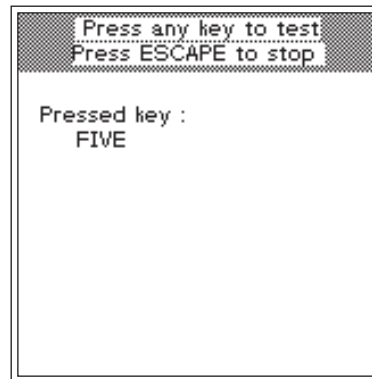 Press any key to test
Press ESCAPE to stop
Pressed key :
FIVE